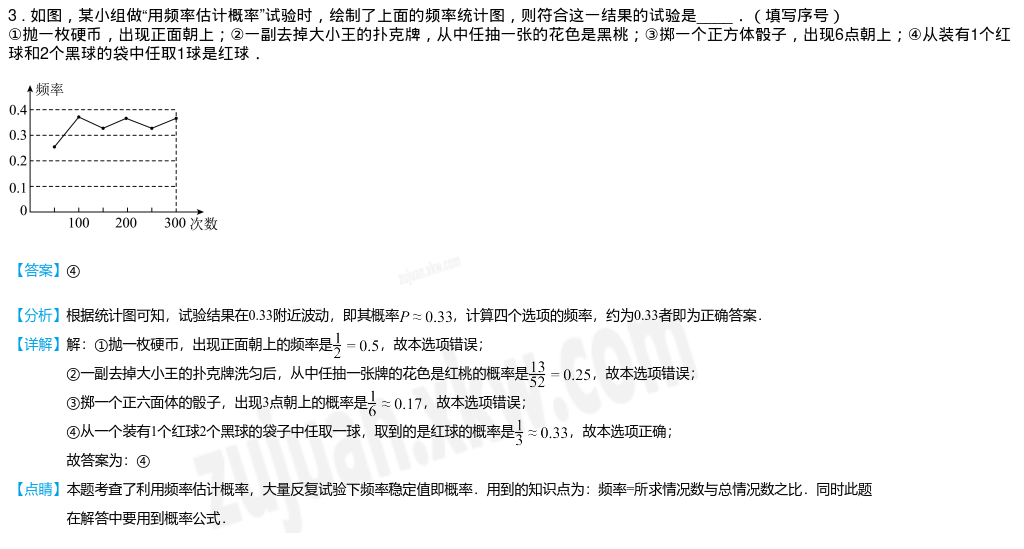 3．如图，某小组做“用频率估计概率”试验时，绘制了上面的频率统计图，则符合这一结果的试验是_____．（填写序号）
①抛一枚硬币，出现正面朝上；②一副去掉大小王的扑克牌，从中任抽一张的花色是黑桃；③掷一个正方体骰子，出现6点朝上；④从装有1个红
球和2个黑球的袋中任取1球是红球．
频率
0.4
0.3
0.2
0.1
0
100 200 300 次数
【答案】④
zujuan.xkw.com
【分析】根据统计图可知，试验结果在0.33附近波动，即其概率P≈0.33，计算四个选项的频率，约为0.33者即为正确答案.
【详解】解：①抛一枚硬币，出现正面朝上的频率是1/2=0.5，故本选项错误；
②一副去掉大小王的扑克牌洗匀后，从中任抽一张牌的花色是红桃的概率是13/52=0.25，故本选项错误；
③掷一个正六面体的骰子，出现3点朝上的概率是1/6≈0.17，故本选项错误；
④从一个装有1个红球2个黑球的袋子中任取一球，取到的是红球的概率是1/3≈0.33，故本选项正确；
故答案为：④
zujuan.xkw.com
【点睛】本题考查了利用频率估计概率，大量反复试验下频率稳定值即概率．用到的知识点为：频率=所求情况数与总情况数之比．同时此题
在解答中要用到概率公式.